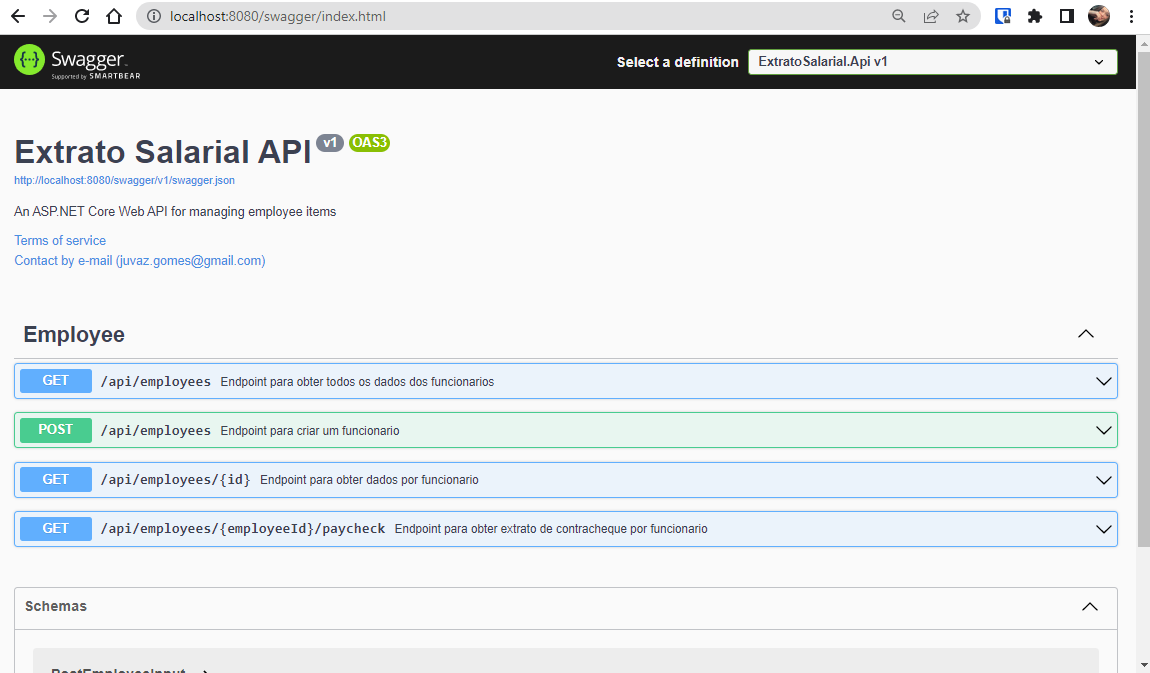 localhost:8080/swagger/index.html
Swagger
Supported by SMARTBEAR
Select a definition
ExtratoSalarial.Api v1
Extrato Salarial API v1 OAS3
http://localhost:8080/swagger/v1/swagger.json
An ASP.NET Core Web API for managing employee items
Terms of service
Contact by e-mail (juvaz.gomes@gmail.com)
Employee
GET /api/employees Endpoint para obter todos os dados dos funcionarios
POST /api/employees Endpoint para criar um funcionario
GET /api/employees/{id} Endpoint para obter dados por funcionario
GET /api/employees/{employeeId}/paycheck Endpoint para obter extrato de contracheque por funcionario
Schemas
PostEmployeeInput